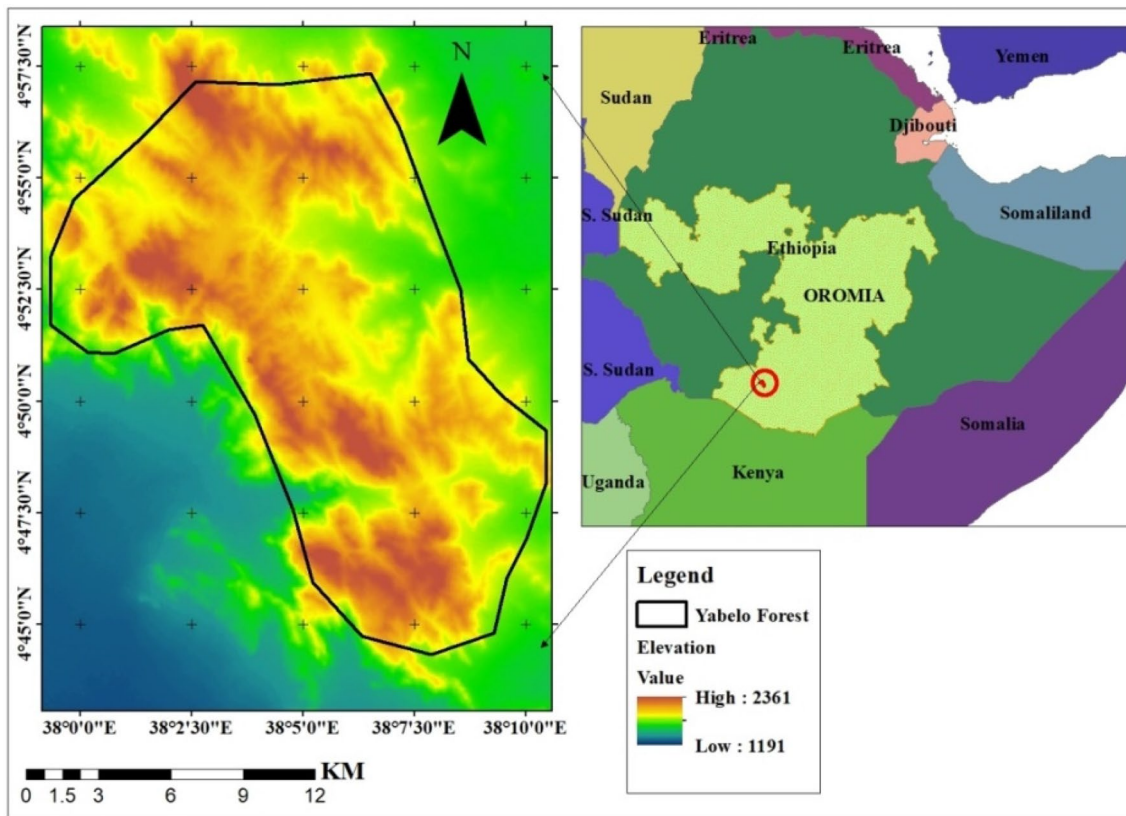 N
4°57'30"N
4°55'0"N
4°52'30"N
4°50'0"N
4°47'30"N
4°45'0"N
38°0'0"E
38°2'30"E
38°5'0"E
38°7'30"E
38°10'0"E
KM
0
1.5
3
6
9
12
Eritrea
Eritrea
Yemen
Sudan
Djibouti
S. Sudan
Somaliland
Ethiopia
OROMIA
S. Sudan
Somalia
Kenya
Uganda
Legend
Yabelo Forest
Elevation
Value
High : 2361
Low : 1191